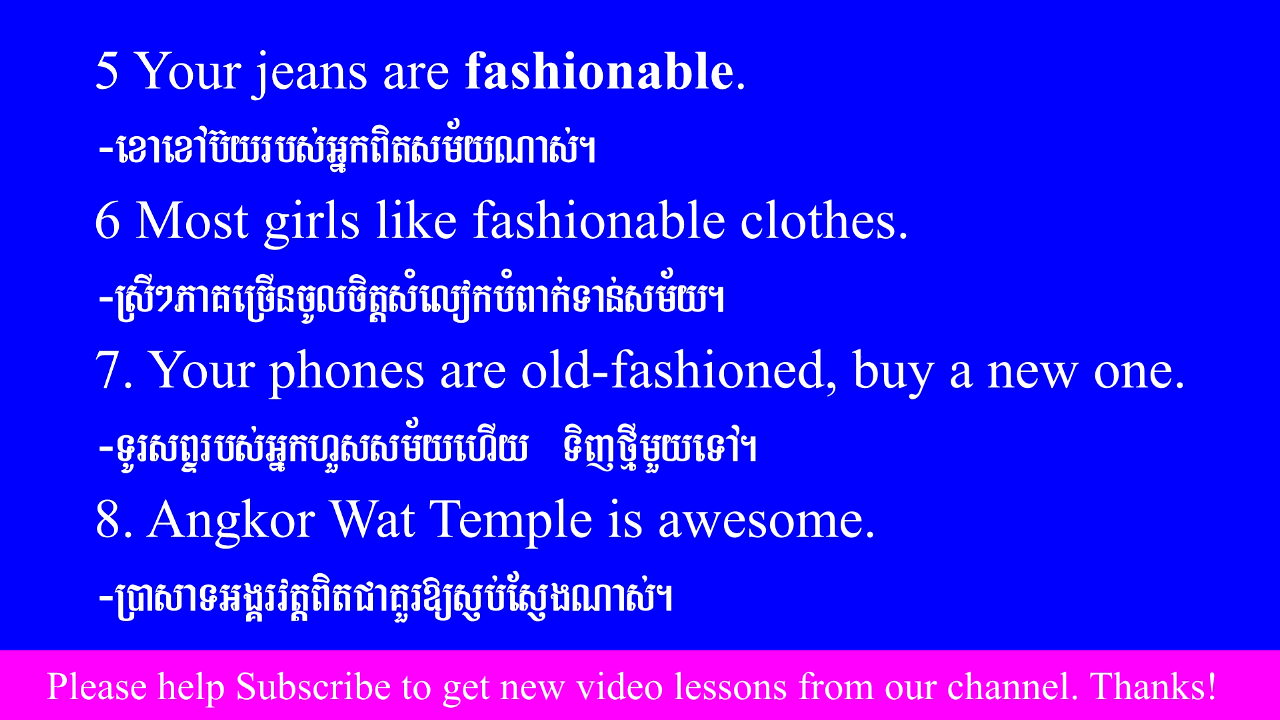 5 Your jeans are fashionable.
-ខោខៅប៊យរបស់អ្នកពិតសម័យណាស់។
6 Most girls like fashionable clothes.
-ស្រីៗភាគច្រើនចូលចិត្តសំលៀកបំពាក់ទាន់សម័យ។
7. Your phones are old-fashioned, buy a new one.
-ទូរសព្ទរបស់អ្នកហួសសម័យហើយ ទិញថ្មីមួយទៅ។
8. Angkor Wat Temple is awesome.
-ប្រាសាទអង្គរវត្តពិតជាគួរឱ្យស្ញប់ស្ញែងណាស់។
Please help Subscribe to get new video lessons from our channel. Thanks!